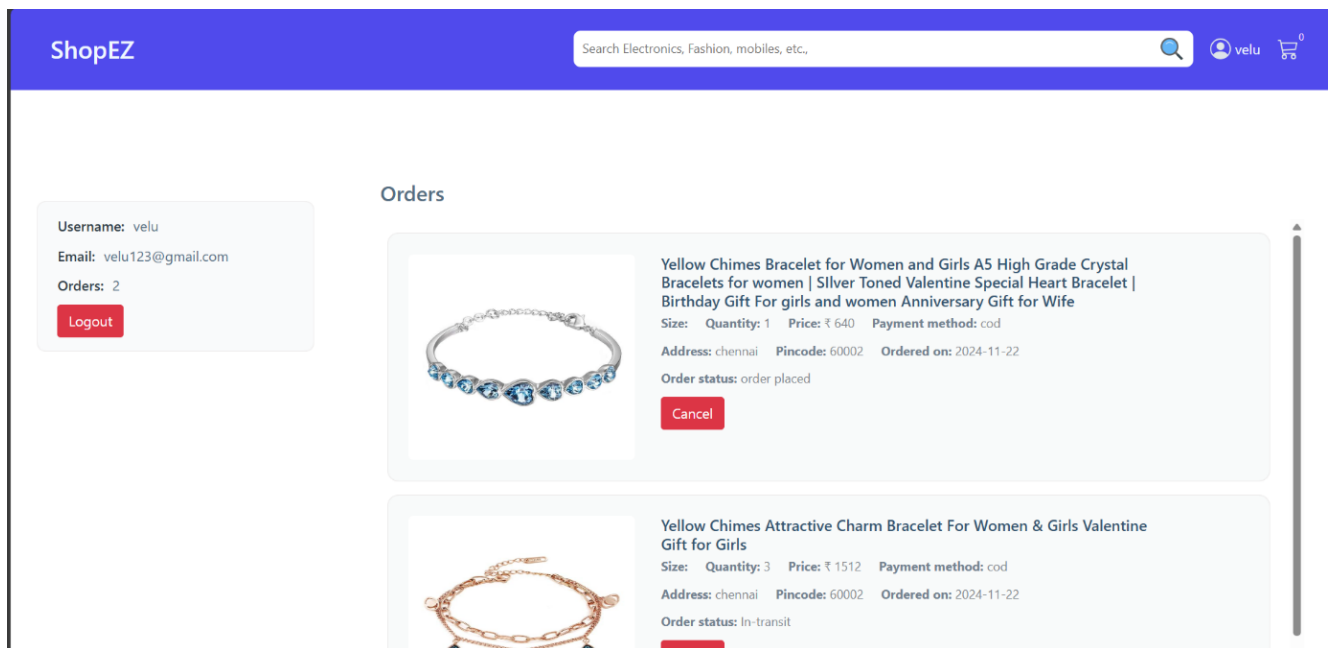 ShopEZ
Search Electronics, Fashion, mobiles, etc.,
velu
0
Username: velu
Email: velu123@gmail.com
Orders: 2
Logout
Orders
Yellow Chimes Bracelet for Women and Girls A5 High Grade Crystal
Bracelets for women | SIlver Toned Valentine Special Heart Bracelet |
Birthday Gift For girls and women Anniversary Gift for Wife
Size: Quantity: 1 Price: ₹ 640 Payment method: cod
Address: chennai Pincode: 60002 Ordered on: 2024-11-22
Order status: order placed
Cancel
Yellow Chimes Attractive Charm Bracelet For Women & Girls Valentine
Gift for Girls
Size: Quantity: 3 Price: ₹ 1512 Payment method: cod
Address: chennai Pincode: 60002 Ordered on: 2024-11-22
Order status: In-transit